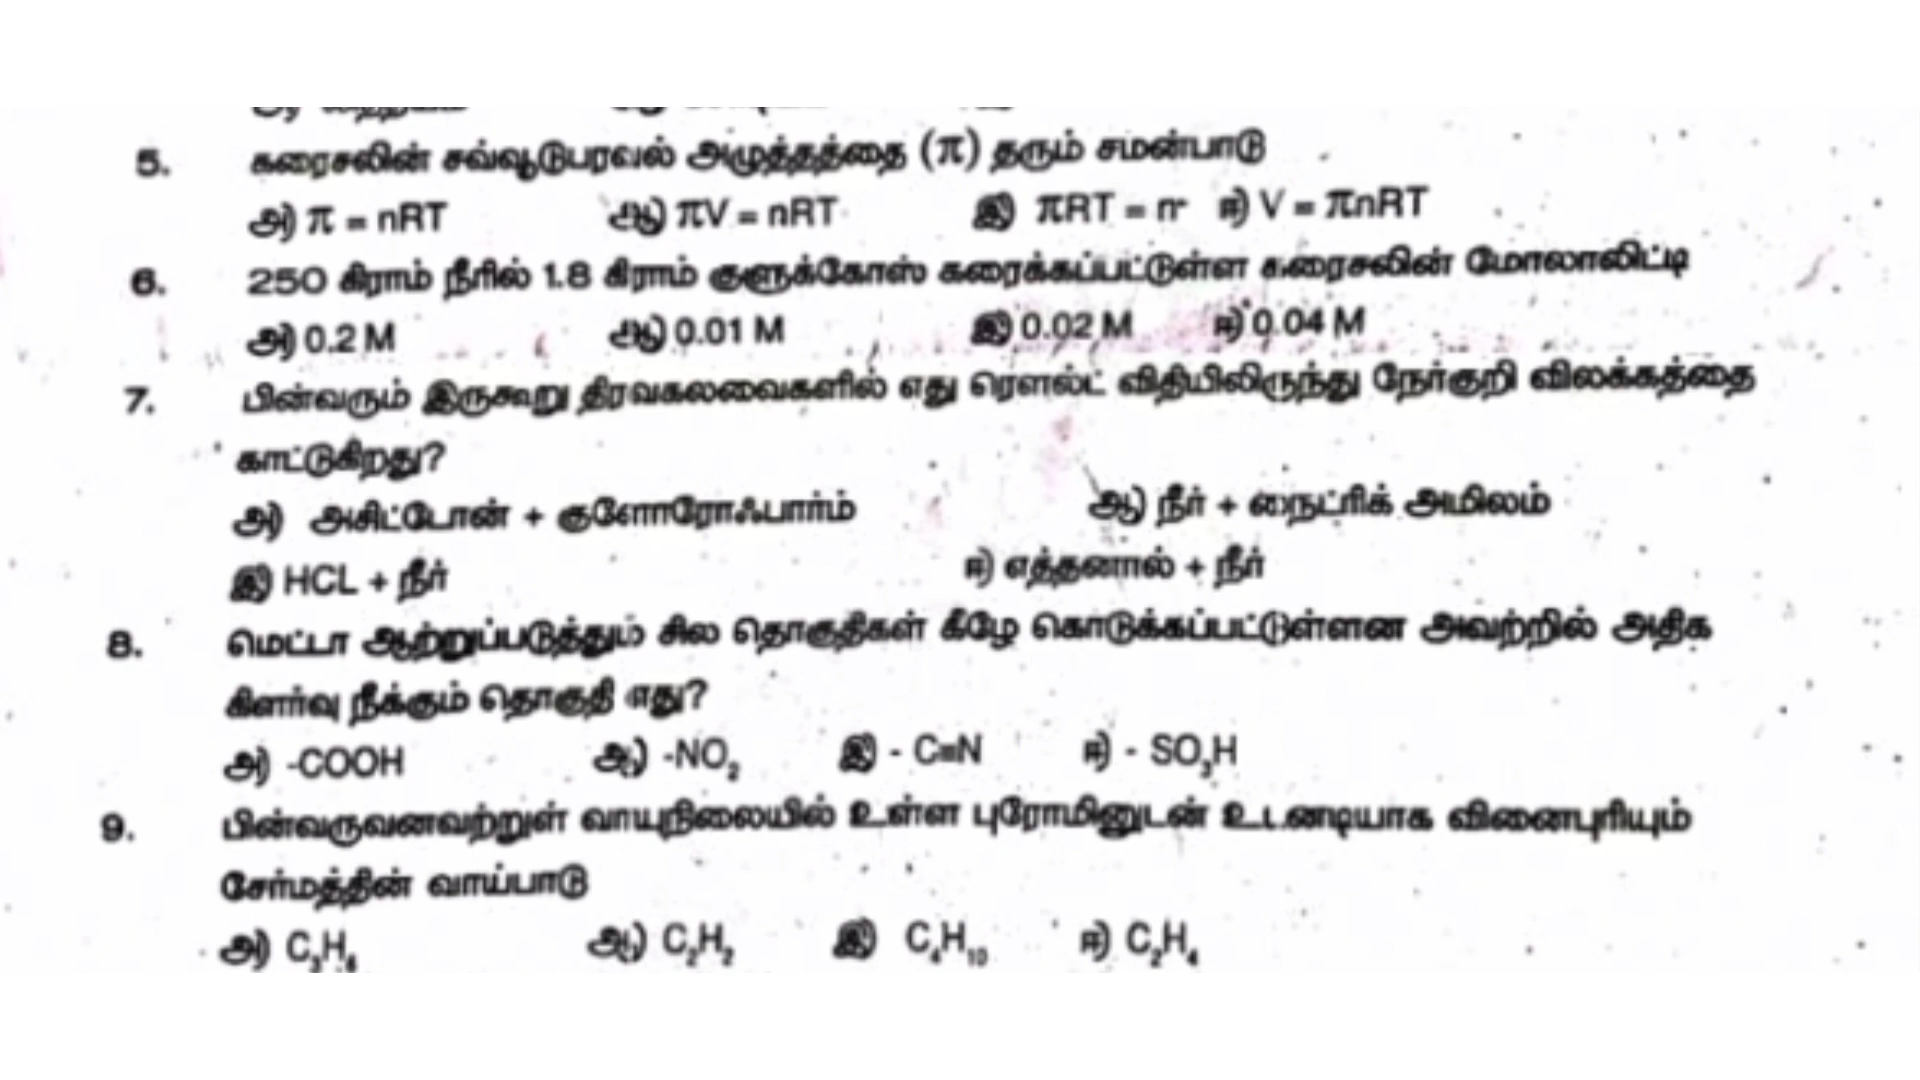 5. கரைசலின் சவ்வூடுபரவல் அழுத்தத்தை (π) தரும் சமன்பாடு
அ) π = nRT ஆ) πV = nRT இ) πRT = n ஈ) V = πnRT
6. 250 கிராம் நீரில் 1.8 கிராம் குளுக்கோஸ் கரைக்கப்பட்டுள்ள கரைசலின் மோலாலிட்டி
அ) 0.2 M ஆ) 0.01 M இ) 0.02 M ஈ) 0.04 M
7. பின்வரும் இருகூறு திரவகலவைகளில் எது ரௌல்ட் விதியிலிருந்து நேர்குறி விலக்கத்தை
காட்டுகிறது?
அ) அசிட்டோன் + குளோரோஃபார்ம் ஆ) நீர் + நைட்ரிக் அமிலம்
இ) HCL + நீர் ஈ) எத்தனால் + நீர்
8. மெட்டா ஆற்றுப்படுத்தும் சில தொகுதிகள் கீழே கொடுக்கப்பட்டுள்ளன அவற்றில் அதிக
கிளர்வு நீக்கும் தொகுதி எது?
அ) -COOH ஆ) -NO₂ இ) - C≡N ஈ) - SO₃H
9. பின்வருவனவற்றுள் வாயுநிலையில் உள்ள புரோமினுடன் உடனடியாக வினைபுரியும்
சேர்மத்தின் வாய்பாடு
அ) C₃H₆ ஆ) C₂H₂ இ) C₄H₁₀ ஈ) C₂H₄